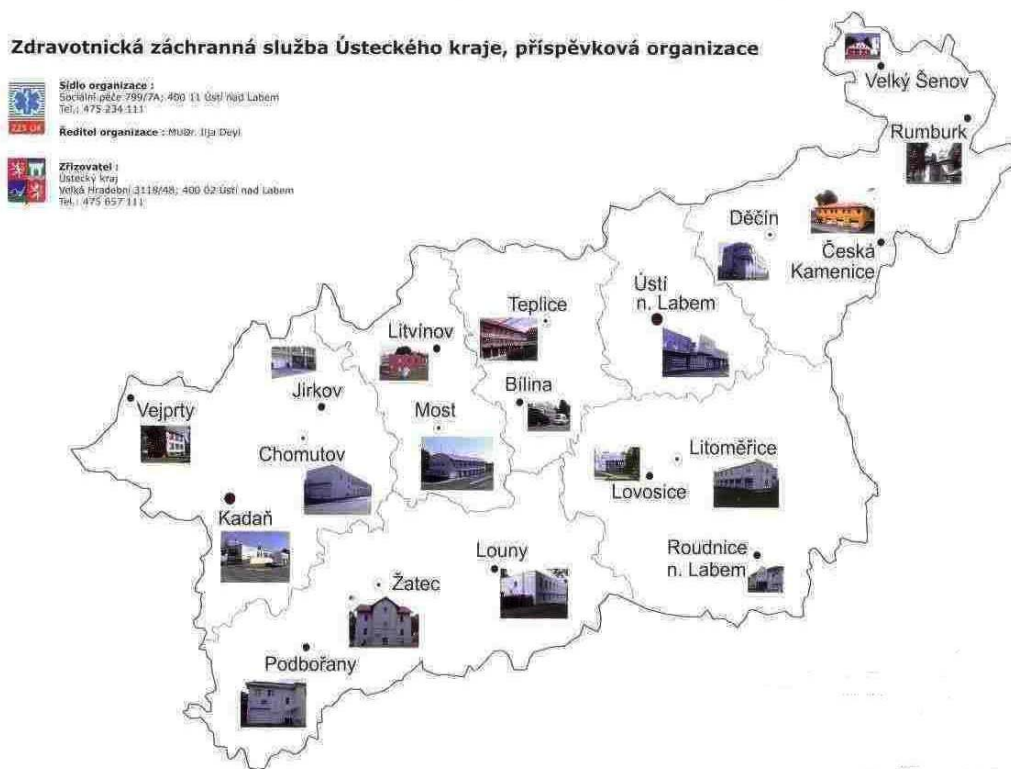 Zdravotnická záchranná služba Ústeckého kraje, příspěvková organizace
Sídlo organizace :
Sociální péče 799/7A; 400 11 Ústí nad Labem
Tel.: 475 234 111
Ředitel organizace : MUDr. Ilja Deyl
ZZS ÚK
Zřizovatel :
Ústecký kraj
Velká Hradební 3118/48; 400 02 Ústí nad Labem
Tel.: 475 657 111
Velký Šenov
Rumburk
Děčín
Česká
Kamenice
Ústí
n. Labem
Teplice
Litvínov
Bílina
Jirkov
Vejprty
Most
Chomutov
Litoměřice
Lovosice
Kadaň
Roudnice
n. Labem
Louny
Žatec
Podbořany